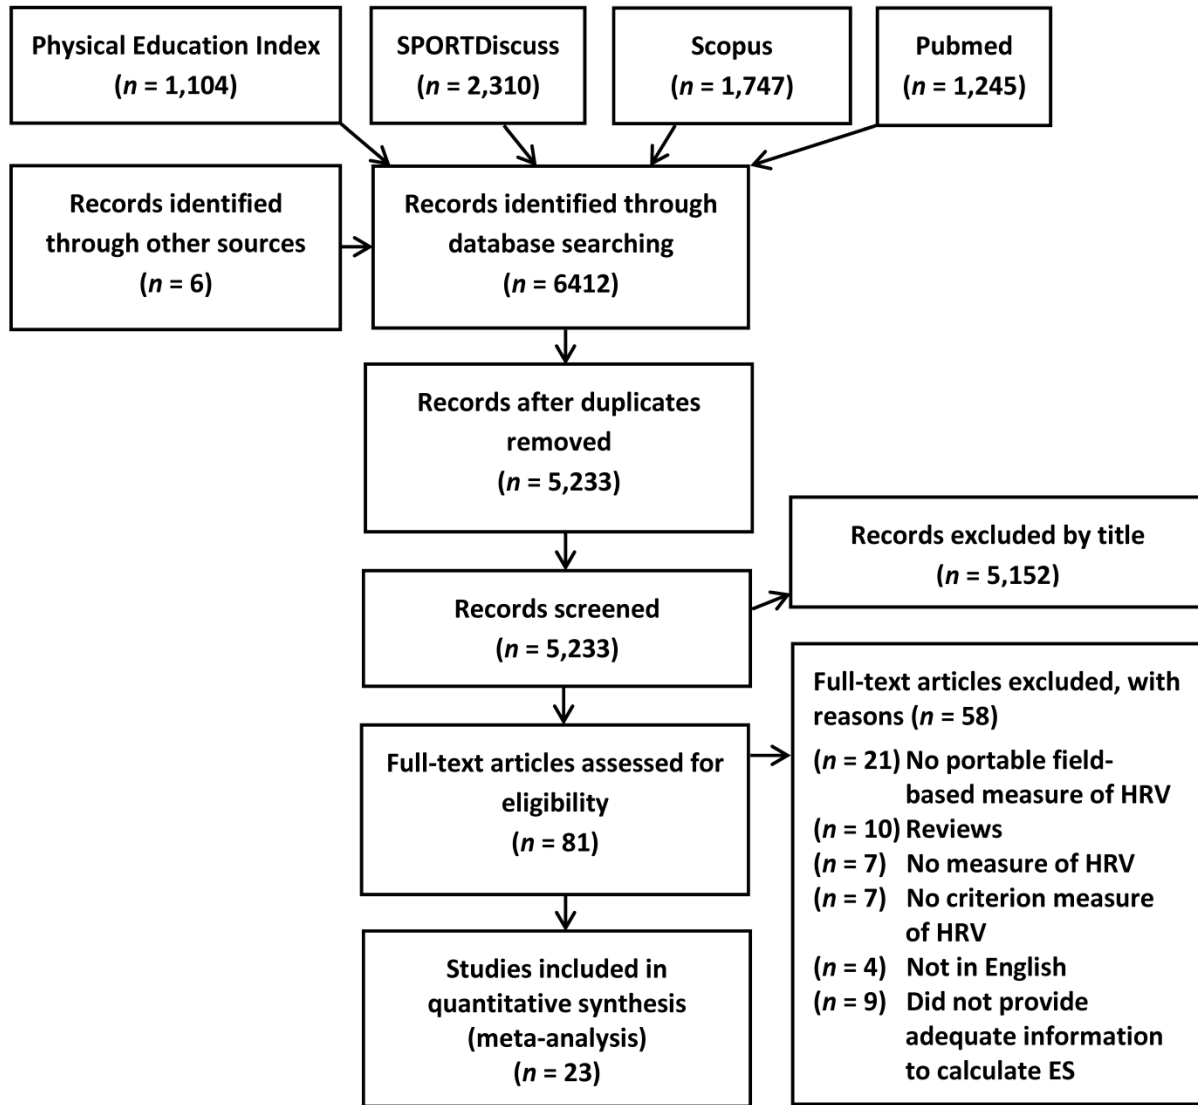 Physical Education Index
(n = 1,104)
SPORTDiscuss
(n = 2,310)
Scopus
(n = 1,747)
Pubmed
(n = 1,245)
Records identified
through other sources
(n = 6)
Records identified through
database searching
(n = 6412)
Records after duplicates
removed
(n = 5,233)
Records excluded by title
(n = 5,152)
Records screened
(n = 5,233)
Full-text articles assessed for
eligibility
(n = 81)
Full-text articles excluded, with
reasons (n = 58)
(n = 21) No portable field-
based measure of HRV
(n = 10) Reviews
(n = 7) No measure of HRV
(n = 7) No criterion measure
of HRV
(n = 4) Not in English
(n = 9) Did not provide
adequate information
to calculate ES
Studies included in
quantitative synthesis
(meta-analysis)
(n = 23)